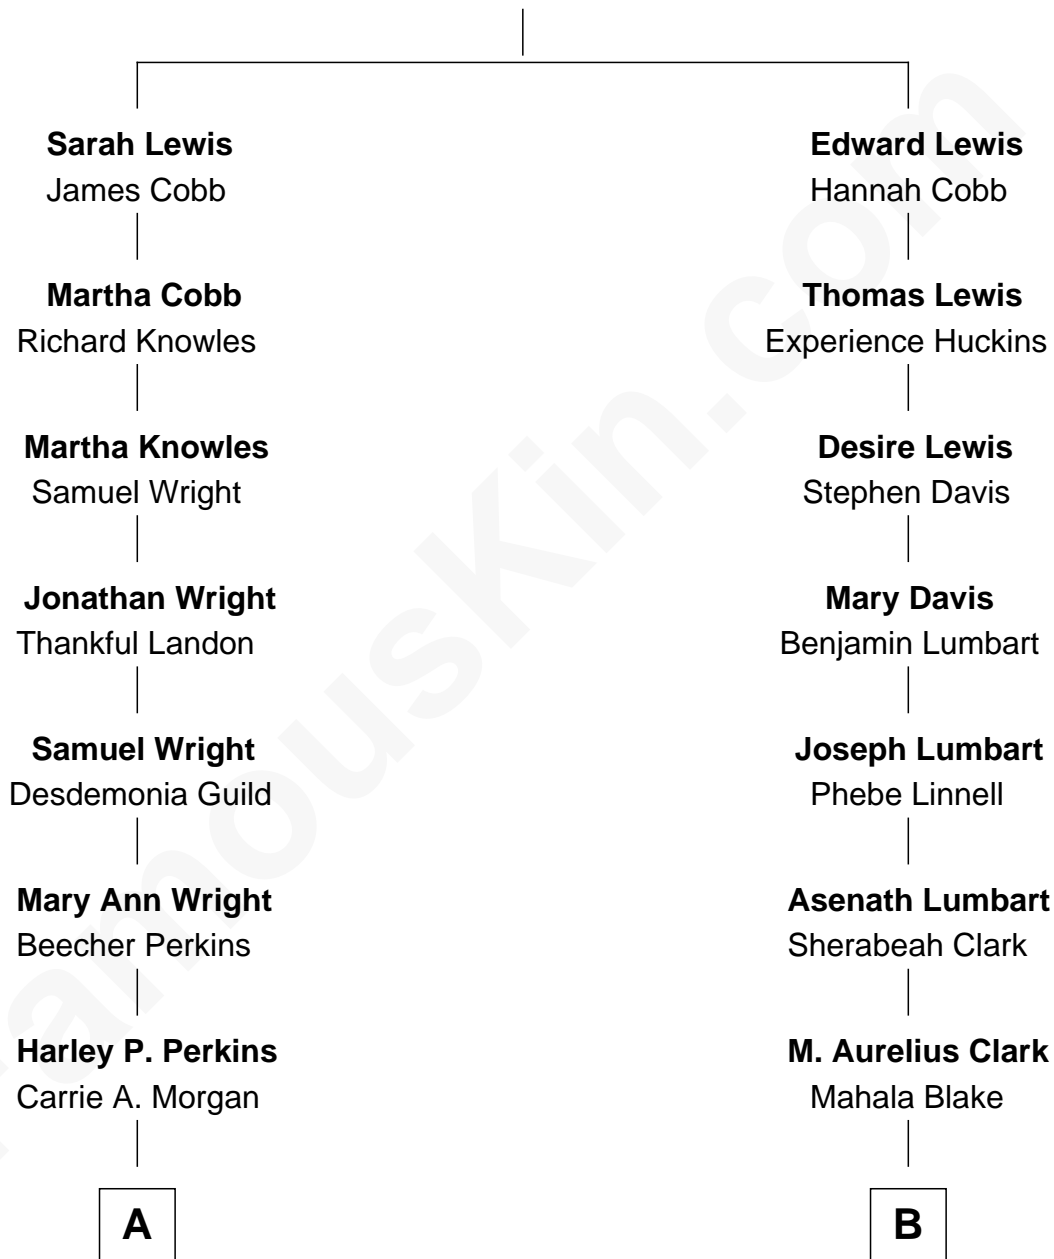 Sarah Lewis
James Cobb
Martha Cobb
Richard Knowles
Martha Knowles
Samuel Wright
Jonathan Wright
Thankful Landon
Samuel Wright
Desdemonia Guild
Mary Ann Wright
Beecher Perkins
Harley P. Perkins
Carrie A. Morgan
A
Edward Lewis
Hannah Cobb
Thomas Lewis
Experience Huckins
Desire Lewis
Stephen Davis
Mary Davis
Benjamin Lumbart
Joseph Lumbart
Phebe Linnell
Asenath Lumbart
Sherabeah Clark
M. Aurelius Clark
Mahala Blake
B
FamousKin.com